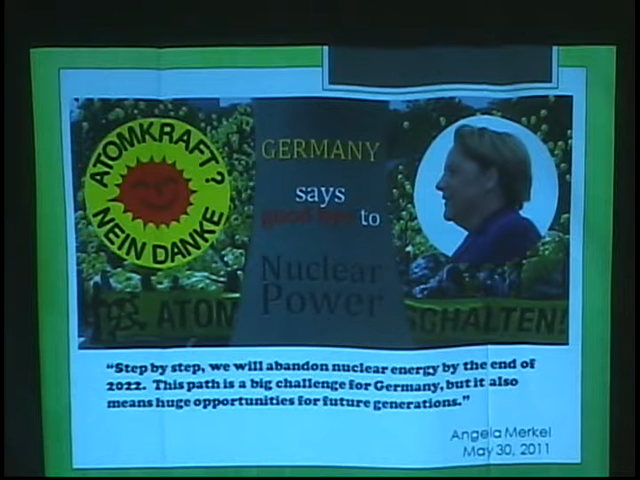 ATOMKRAFT?
NEIN DANKE
GERMANY
says
good bye to
Nuclear
Power
ATOM
SCHALTEN!
“Step by step, we will abandon nuclear energy by the end of
2022. This path is a big challenge for Germany, but it also
means huge opportunities for future generations.”
Angela Merkel
May 30, 2011